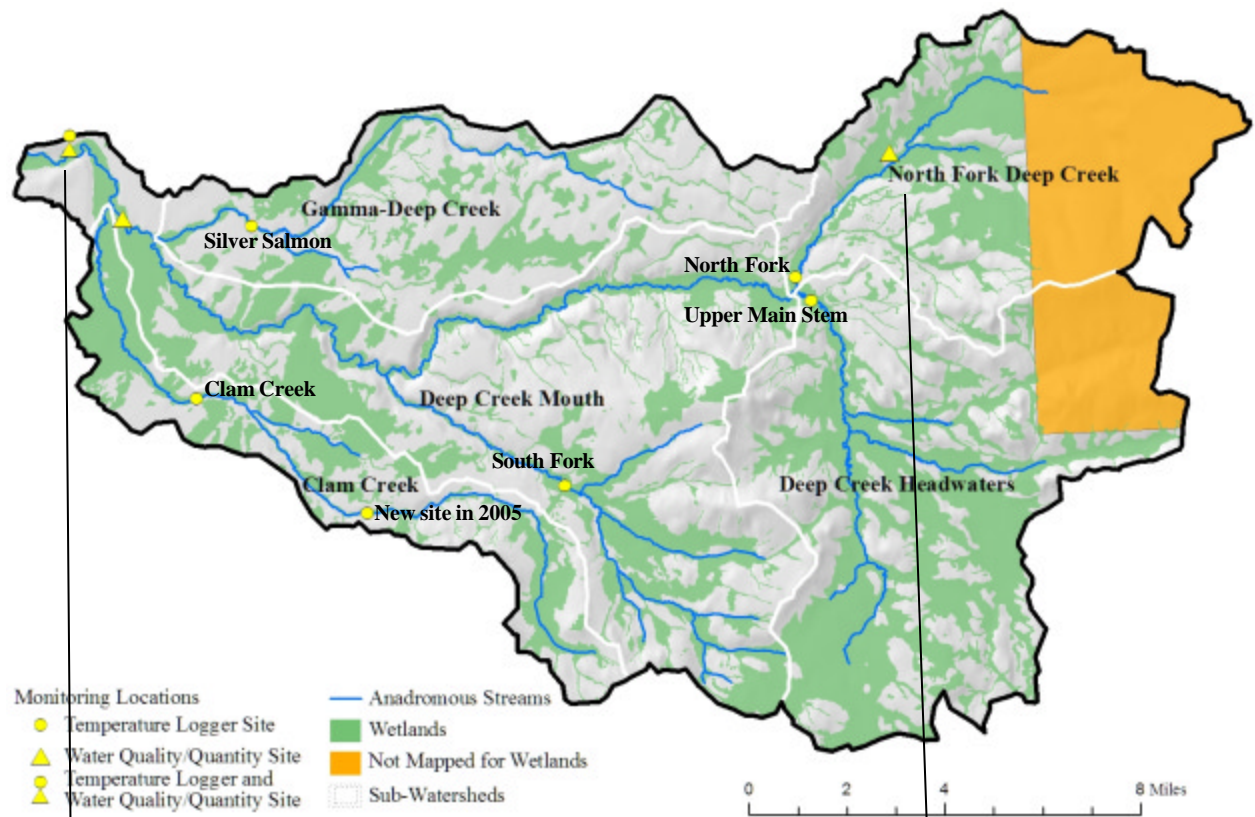 North Fork Deep Creek
Gamma-Deep Creek
Silver Salmon
North Fork
Upper Main Stem
Clam Creek
Deep Creek Mouth
South Fork
Clam Creek
Deep Creek Headwaters
New site in 2005
Monitoring Locations
Temperature Logger Site
Water Quality/Quantity Site
Temperature Logger and
Water Quality/Quantity Site
Anadromous Streams
Wetlands
Not Mapped for Wetlands
Sub-Watersheds
0 2 4 8 Miles